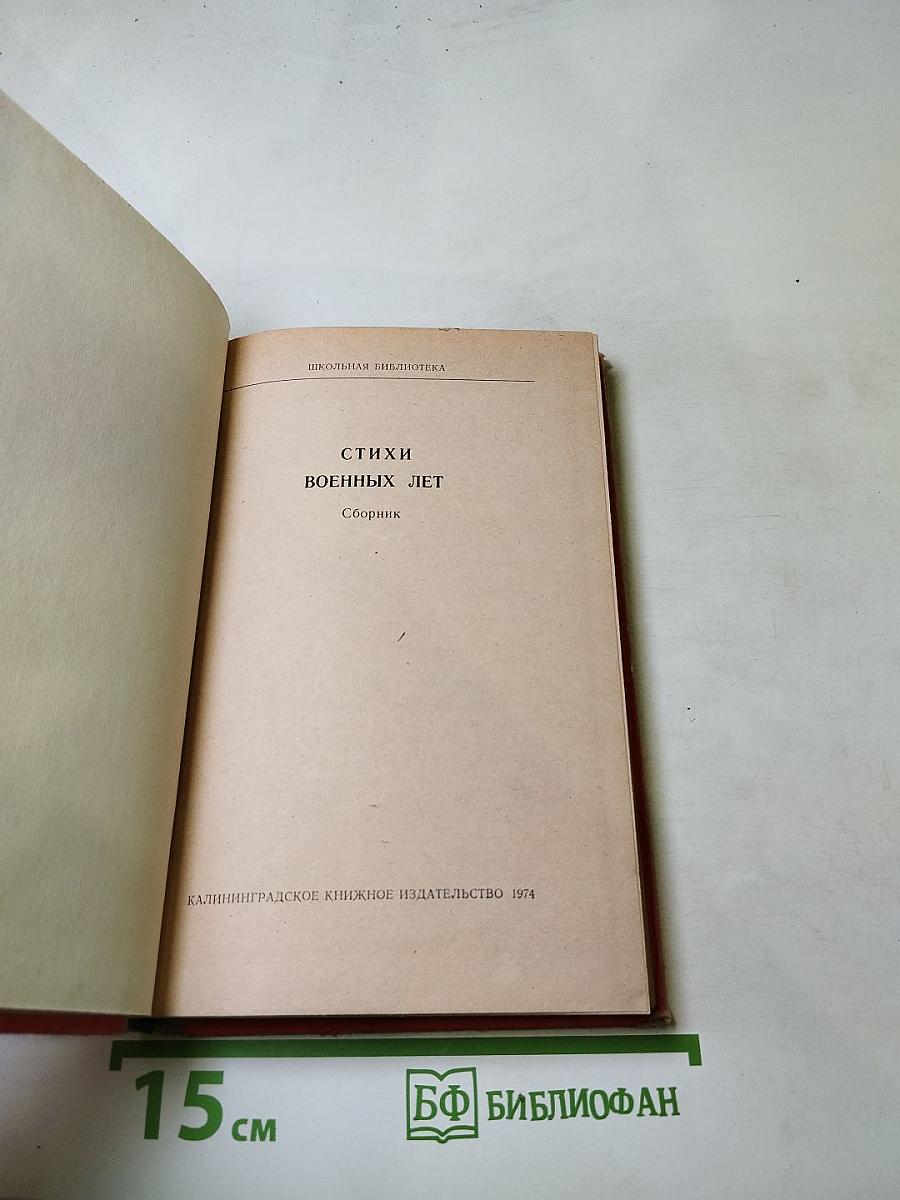 ШКОЛЬНАЯ БИБЛИОТЕКА
СТИХИ
ВОЕННЫХ ЛЕТ
Сборник
КАЛИНИНГРАДСКОЕ КНИЖНОЕ ИЗДАТЕЛЬСТВО 1974
15 см
БФ БИБЛИОФАН